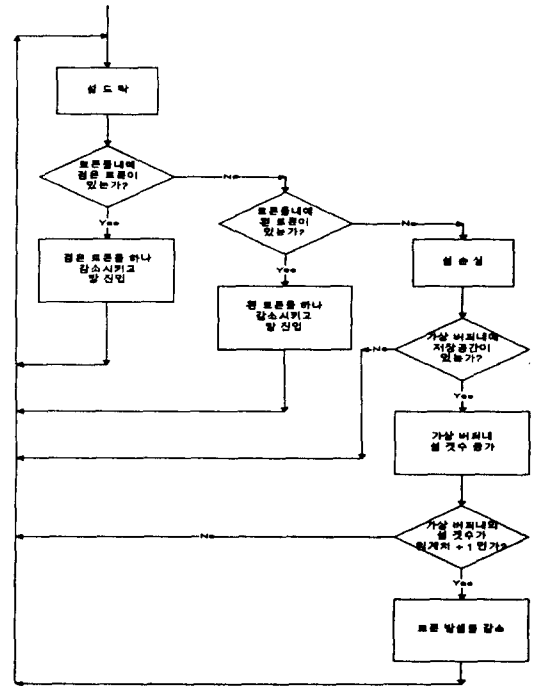 셀 도 착
토큰풀내에
검은 토큰이
있는가?
No
Yes
검은 토큰을 하나
감소시키고
망 진입
토큰풀내에
흰 토큰이
있는가?
No
Yes
흰 토큰을 하나
감소시키고
망 진입
셀 손 실
가상 버퍼내에
저장공간이
있는가?
No
Yes
가상 버퍼내
셀 갯수 증가
가상 버퍼내의
셀 갯수가
임계치 + 1 인가?
No
Yes
토큰 발생률 감소